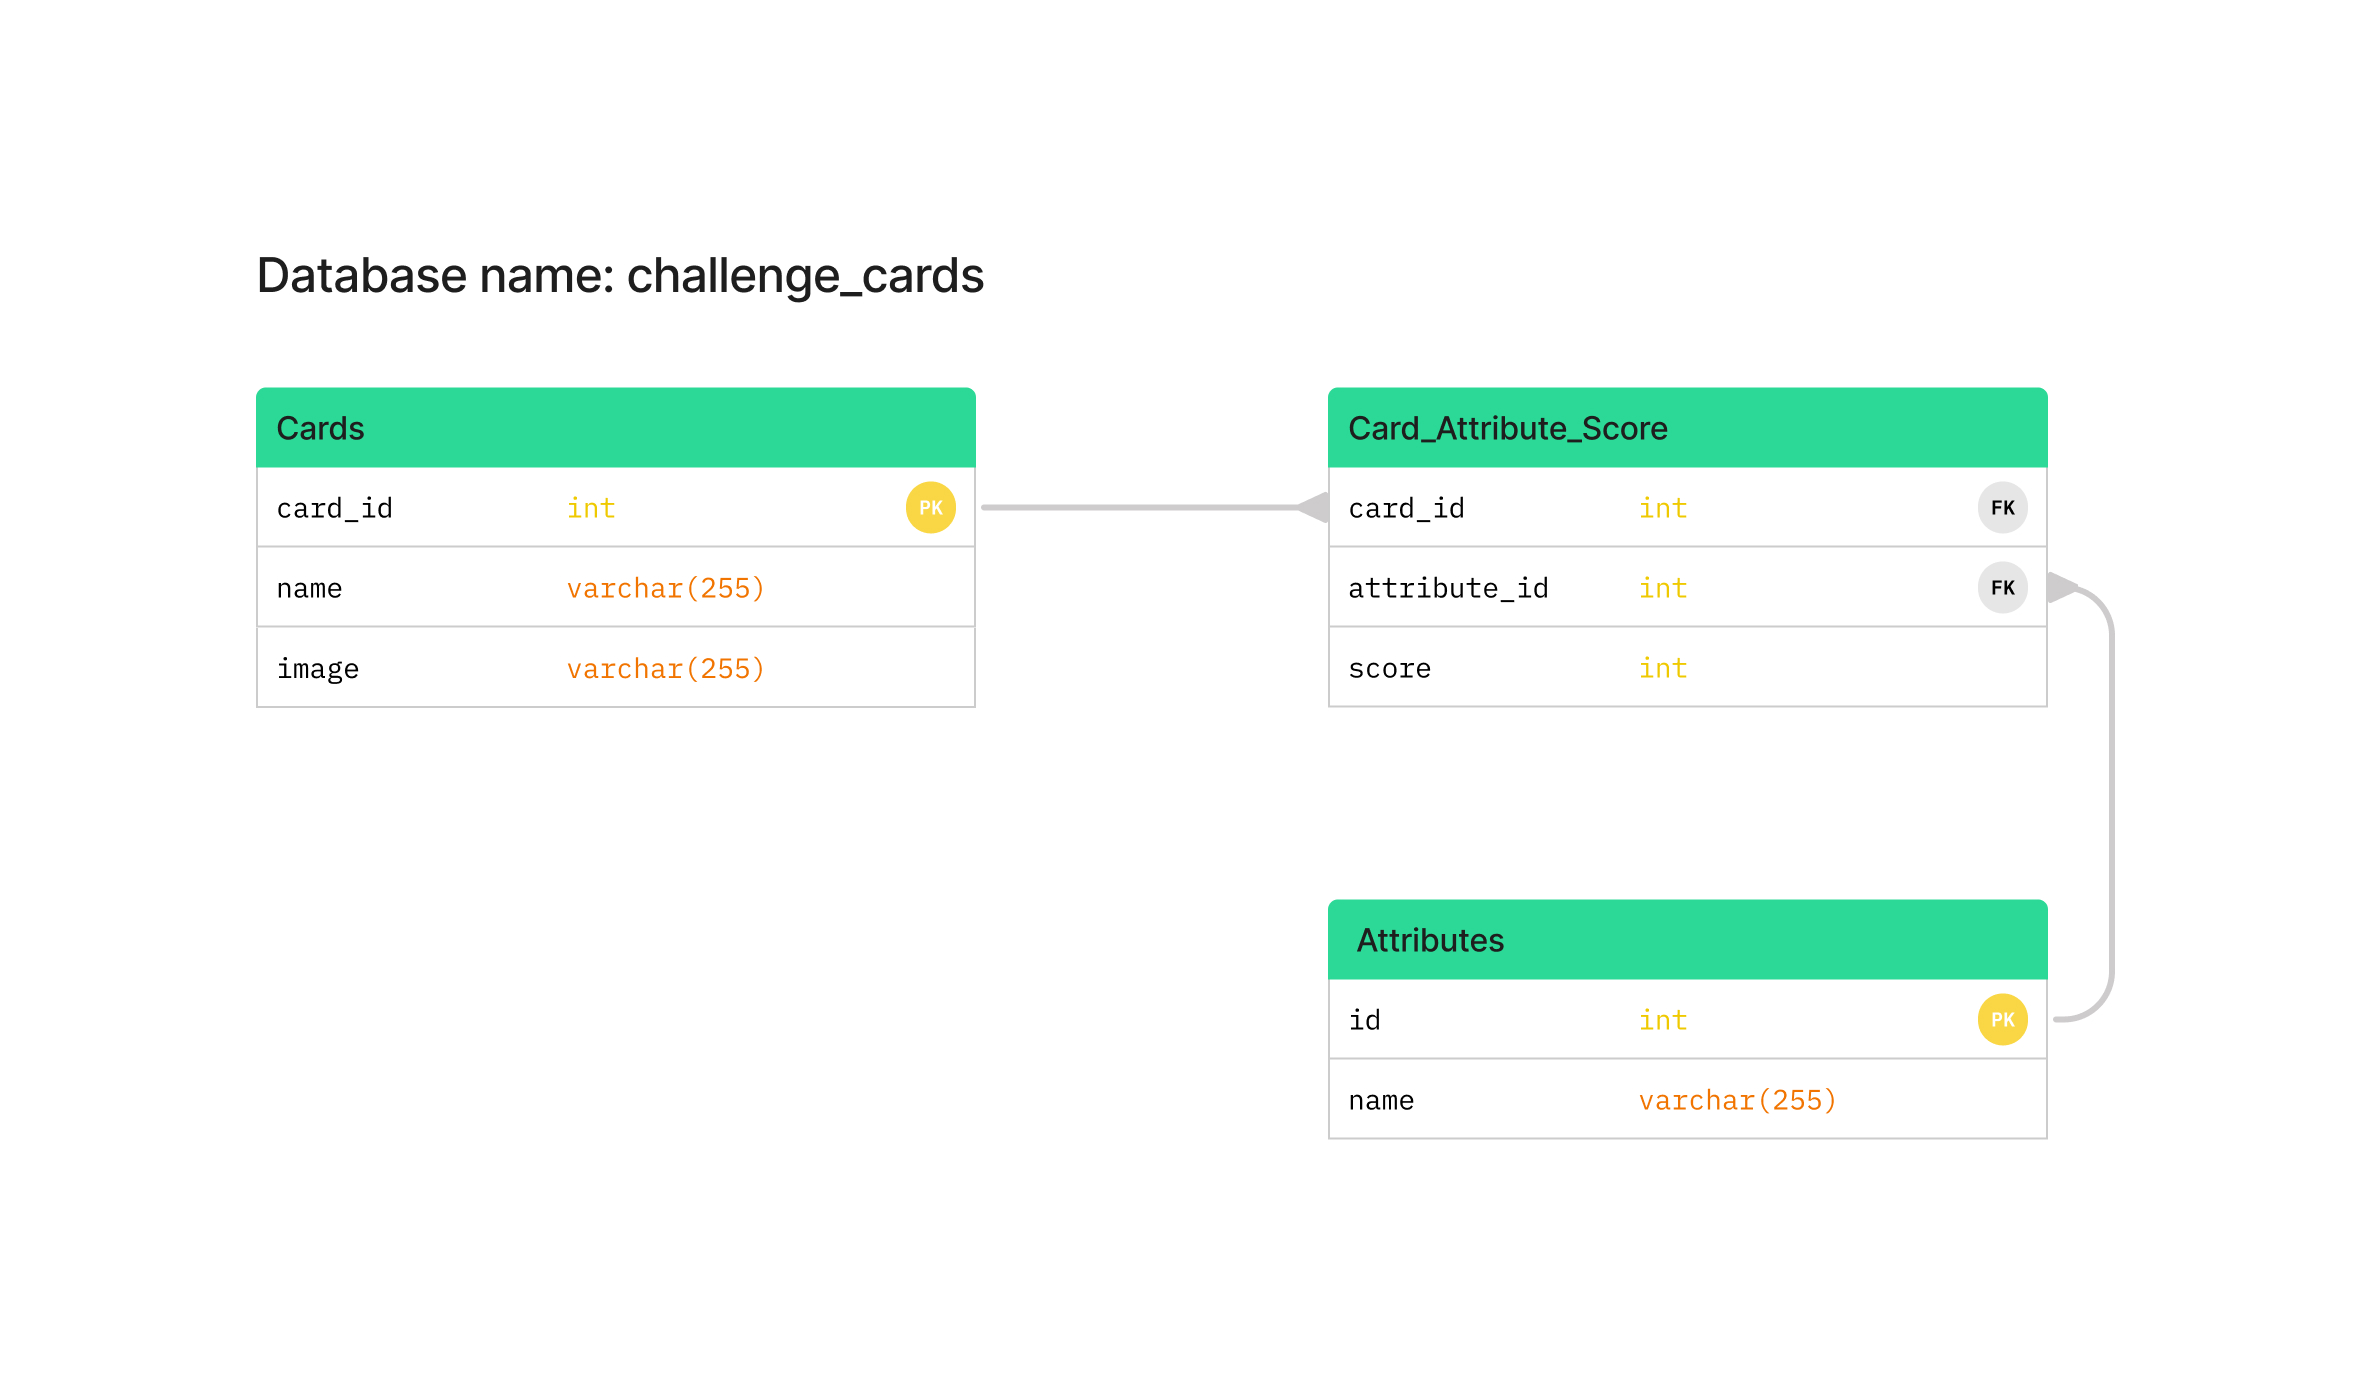 Database name: challenge_cards
Cards
card_id int PK
name varchar(255)
image varchar(255)
Card_Attribute_Score
card_id int FK
attribute_id int FK
score int
Attributes
id int PK
name varchar(255)